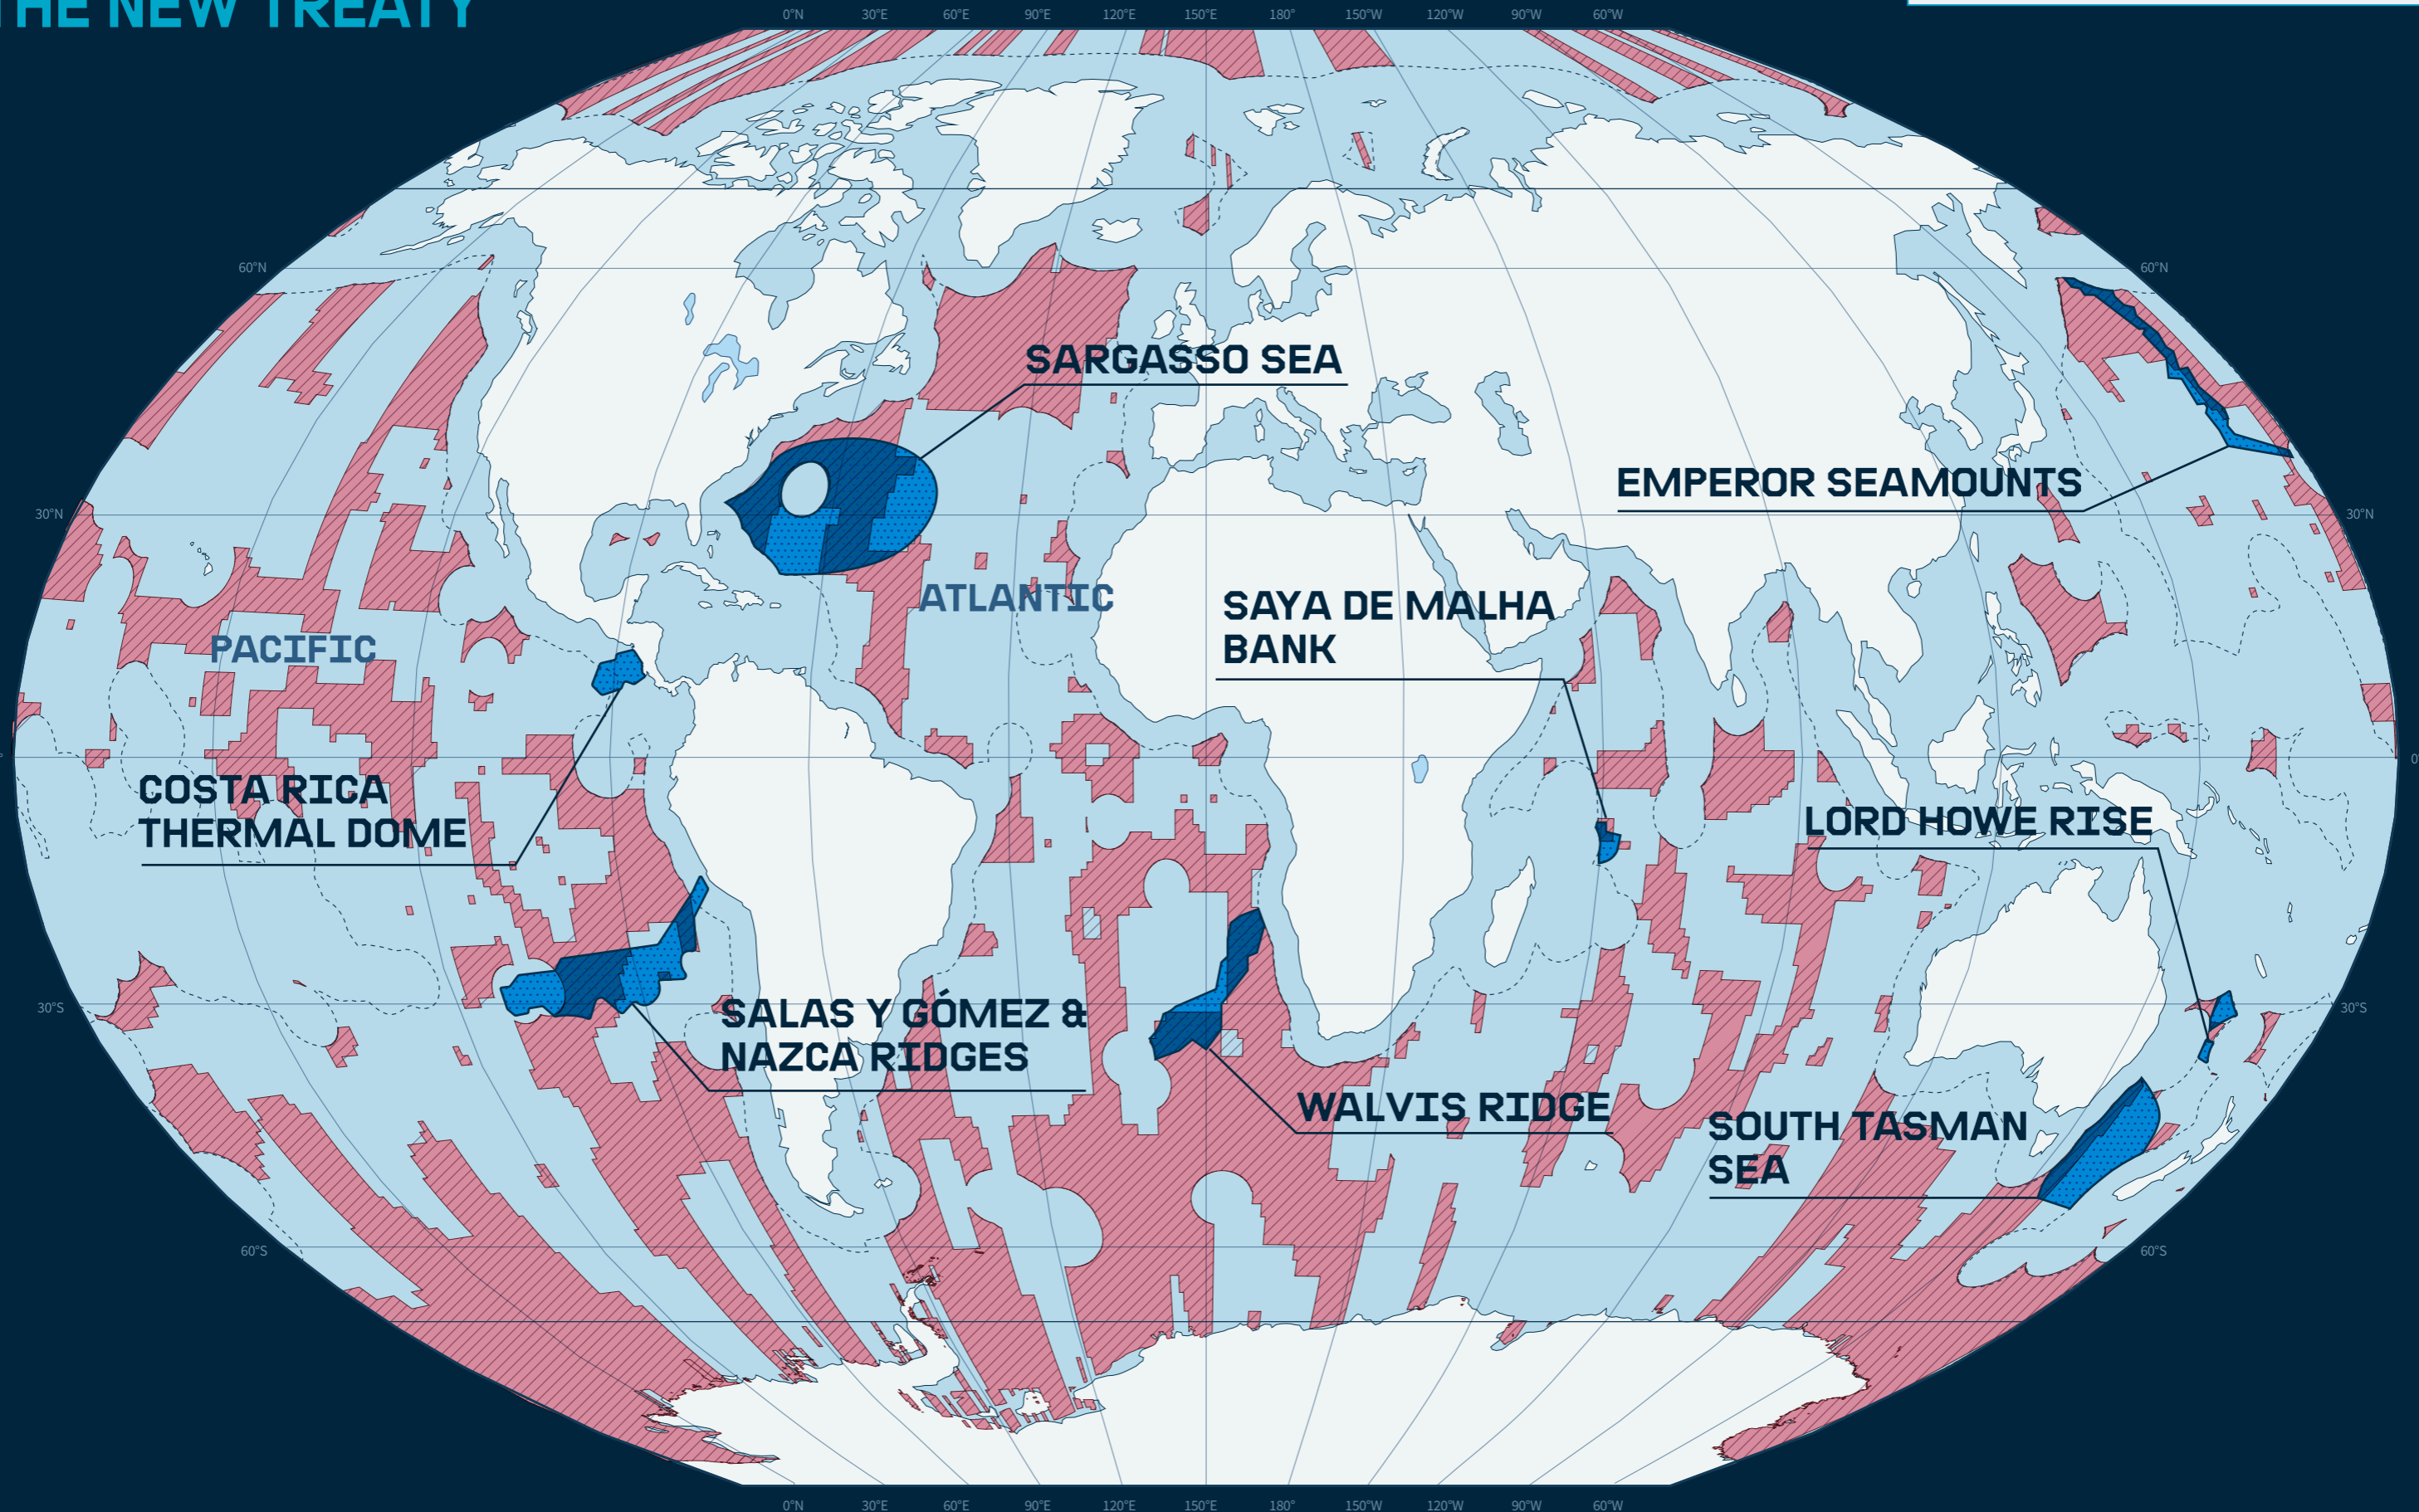 THE NEW TREATY
0°N 30°E 60°E 90°E 120°E 150°E 180° 150°W 120°W 90°W 60°W
60°N 60°N
SARGASSO SEA
EMPEROR SEAMOUNTS
30°N 30°N
ATLANTIC
SAYA DE MALHA
BANK
PACIFIC
COSTA RICA
THERMAL DOME
LORD HOWE RISE
30°S 30°S
SALAS Y GÓMEZ &
NAZCA RIDGES
WALVIS RIDGE
SOUTH TASMAN
SEA
60°S 60°S
0°N 30°E 60°E 90°E 120°E 150°E 180° 150°W 120°W 90°W 60°W